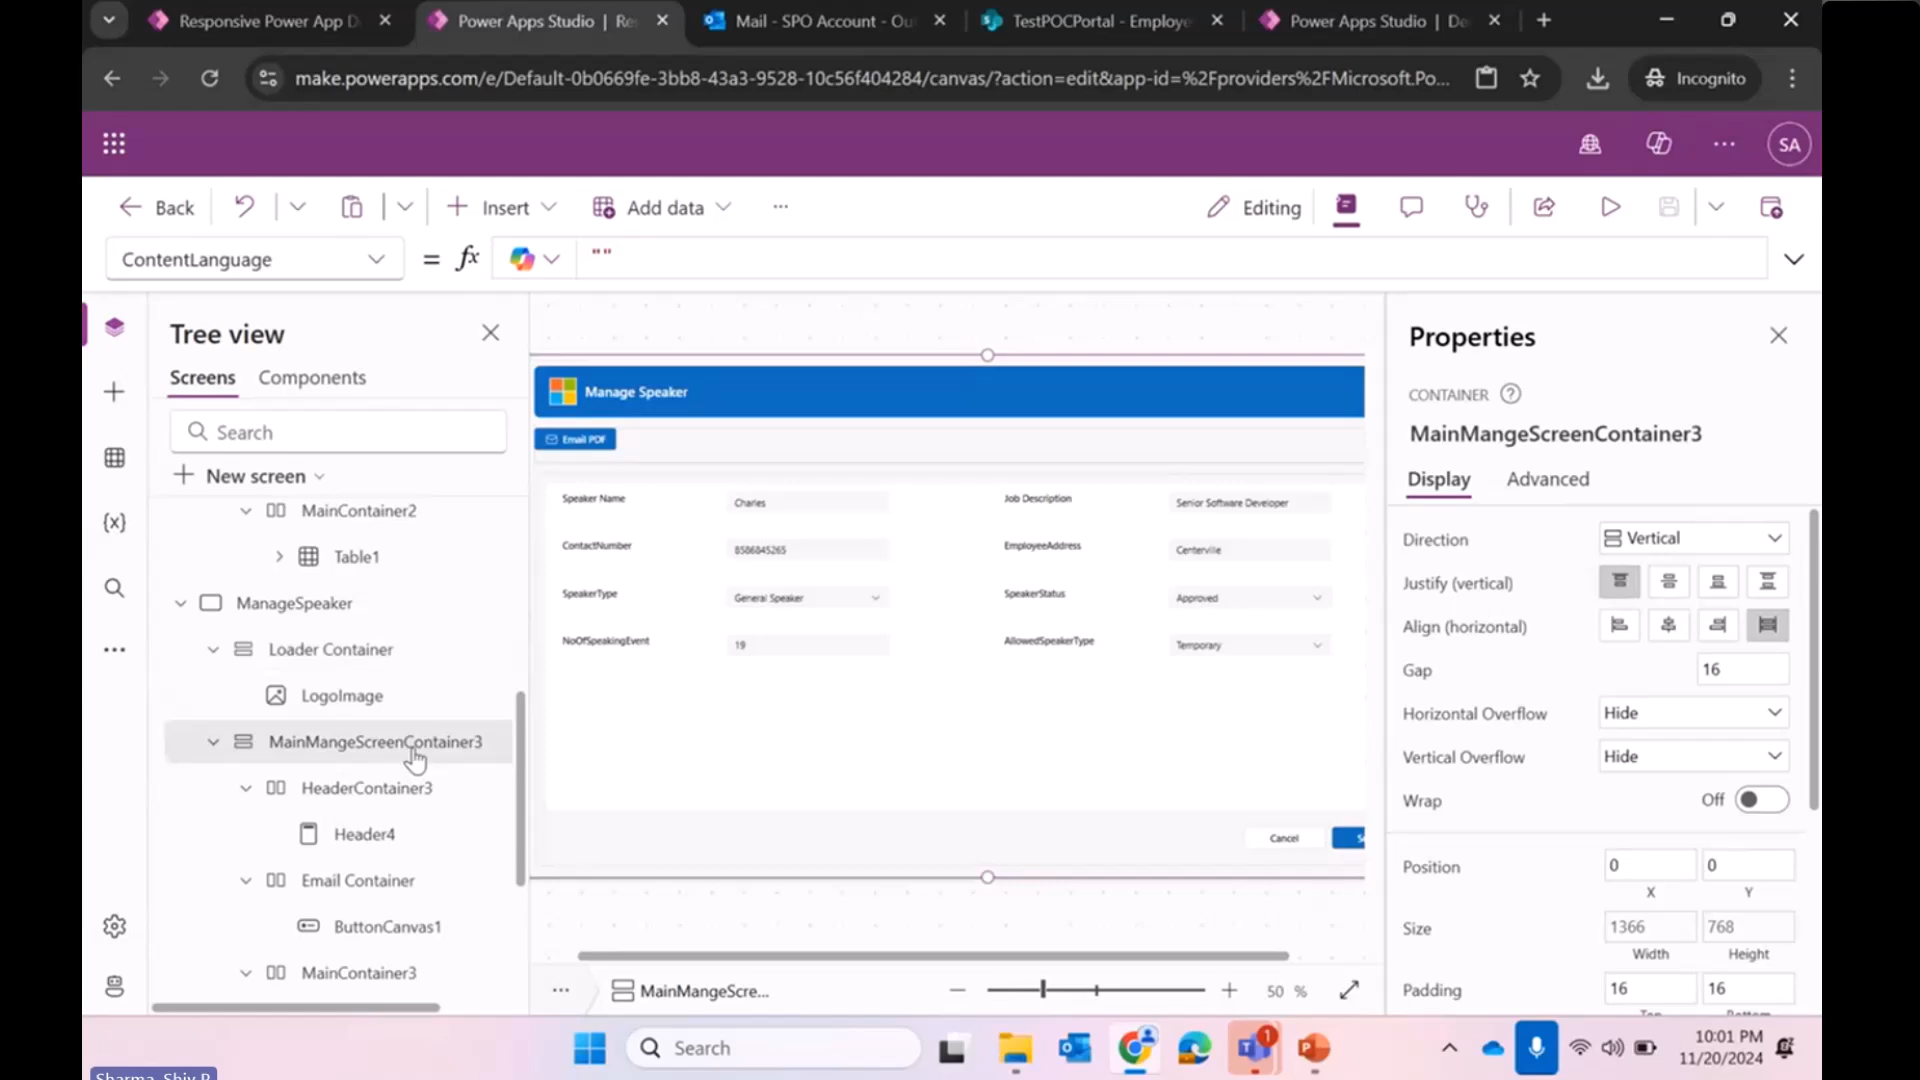 Responsive Power App D
Power Apps Studio | Re
Mail - SPO Account - Ou
TestPOCPortal - Employe
Power Apps Studio | De
make.powerapps.com/e/Default-0b0669fe-3bb8-43a3-9528-10c56f404284/canvas/?action=edit&app-id=%2Fproviders%2FMicrosoft.Po...
Incognito
SA
Back
Insert
Add data
Editing
ContentLanguage
= fx
""
Tree view
Screens
Components
Search
New screen
MainContainer2
Table1
ManageSpeaker
Loader Container
LogoImage
MainMangeScreenContainer3
HeaderContainer3
Header4
Email Container
ButtonCanvas1
MainContainer3
Manage Speaker
Email PDF
Speaker Name
Charles
Job Description
Senior Software Developer
ContactNumber
8586845265
EmployeeAddress
Centerville
SpeakerType
General Speaker
SpeakerStatus
Approved
NoOfSpeakingEvent
19
AllowedSpeakerType
Temporary
Cancel
MainMangeScre...
50 %
Properties
CONTAINER
MainMangeScreenContainer3
Display
Advanced
Direction
Vertical
Justify (vertical)
Align (horizontal)
Gap
16
Horizontal Overflow
Hide
Vertical Overflow
Hide
Wrap
Off
Position
0
0
X
Y
Size
1366
768
Width
Height
Padding
16
16
Search
1
10:01 PM
11/20/2024
Sharma, Shiv P